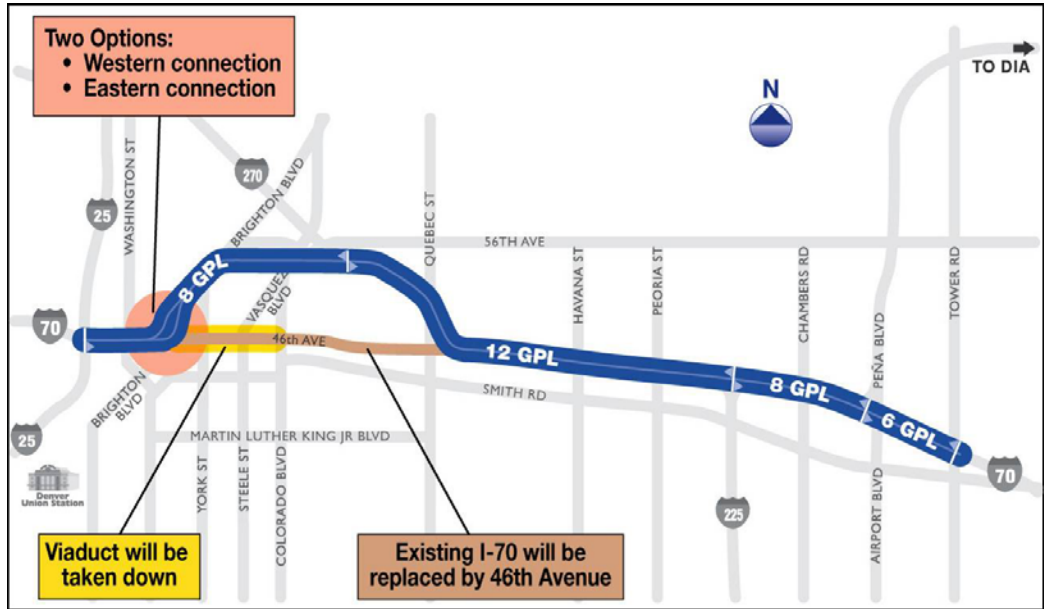 Two Options:
• Western connection
• Eastern connection
N
TO DIA
WASHINGTON ST
25
270
BRIGHTON BLVD
QUEBEC ST
56TH AVE
8 GPL
VASQUEZ
BLVD
HAVANA ST
PEORIA ST
CHAMBERS RD
PEÑA BLVD
TOWER RD
70
46th AVE
12 GPL
8 GPL
6 GPL
BRIGHTON
BLVD
SMITH RD
25
MARTIN LUTHER KING JR BLVD
YORK ST
STEELE ST
COLORADO BLVD
Denver
Union Station
225
AIRPORT BLVD
70
Viaduct will be
taken down
Existing I-70 will be
replaced by 46th Avenue